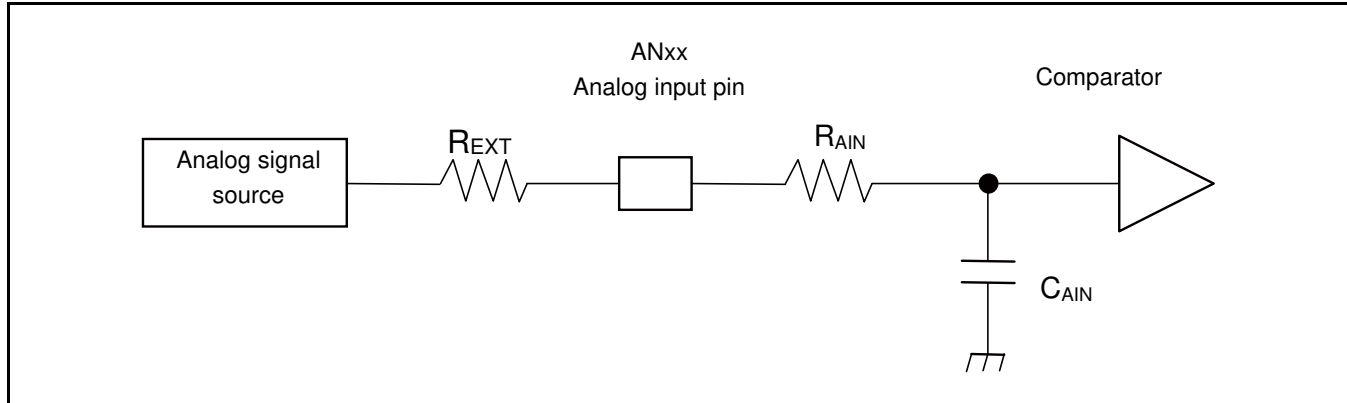 ANxx
Analog input pin
Comparator
Analog signal
source
REXT
RAIN
CAIN